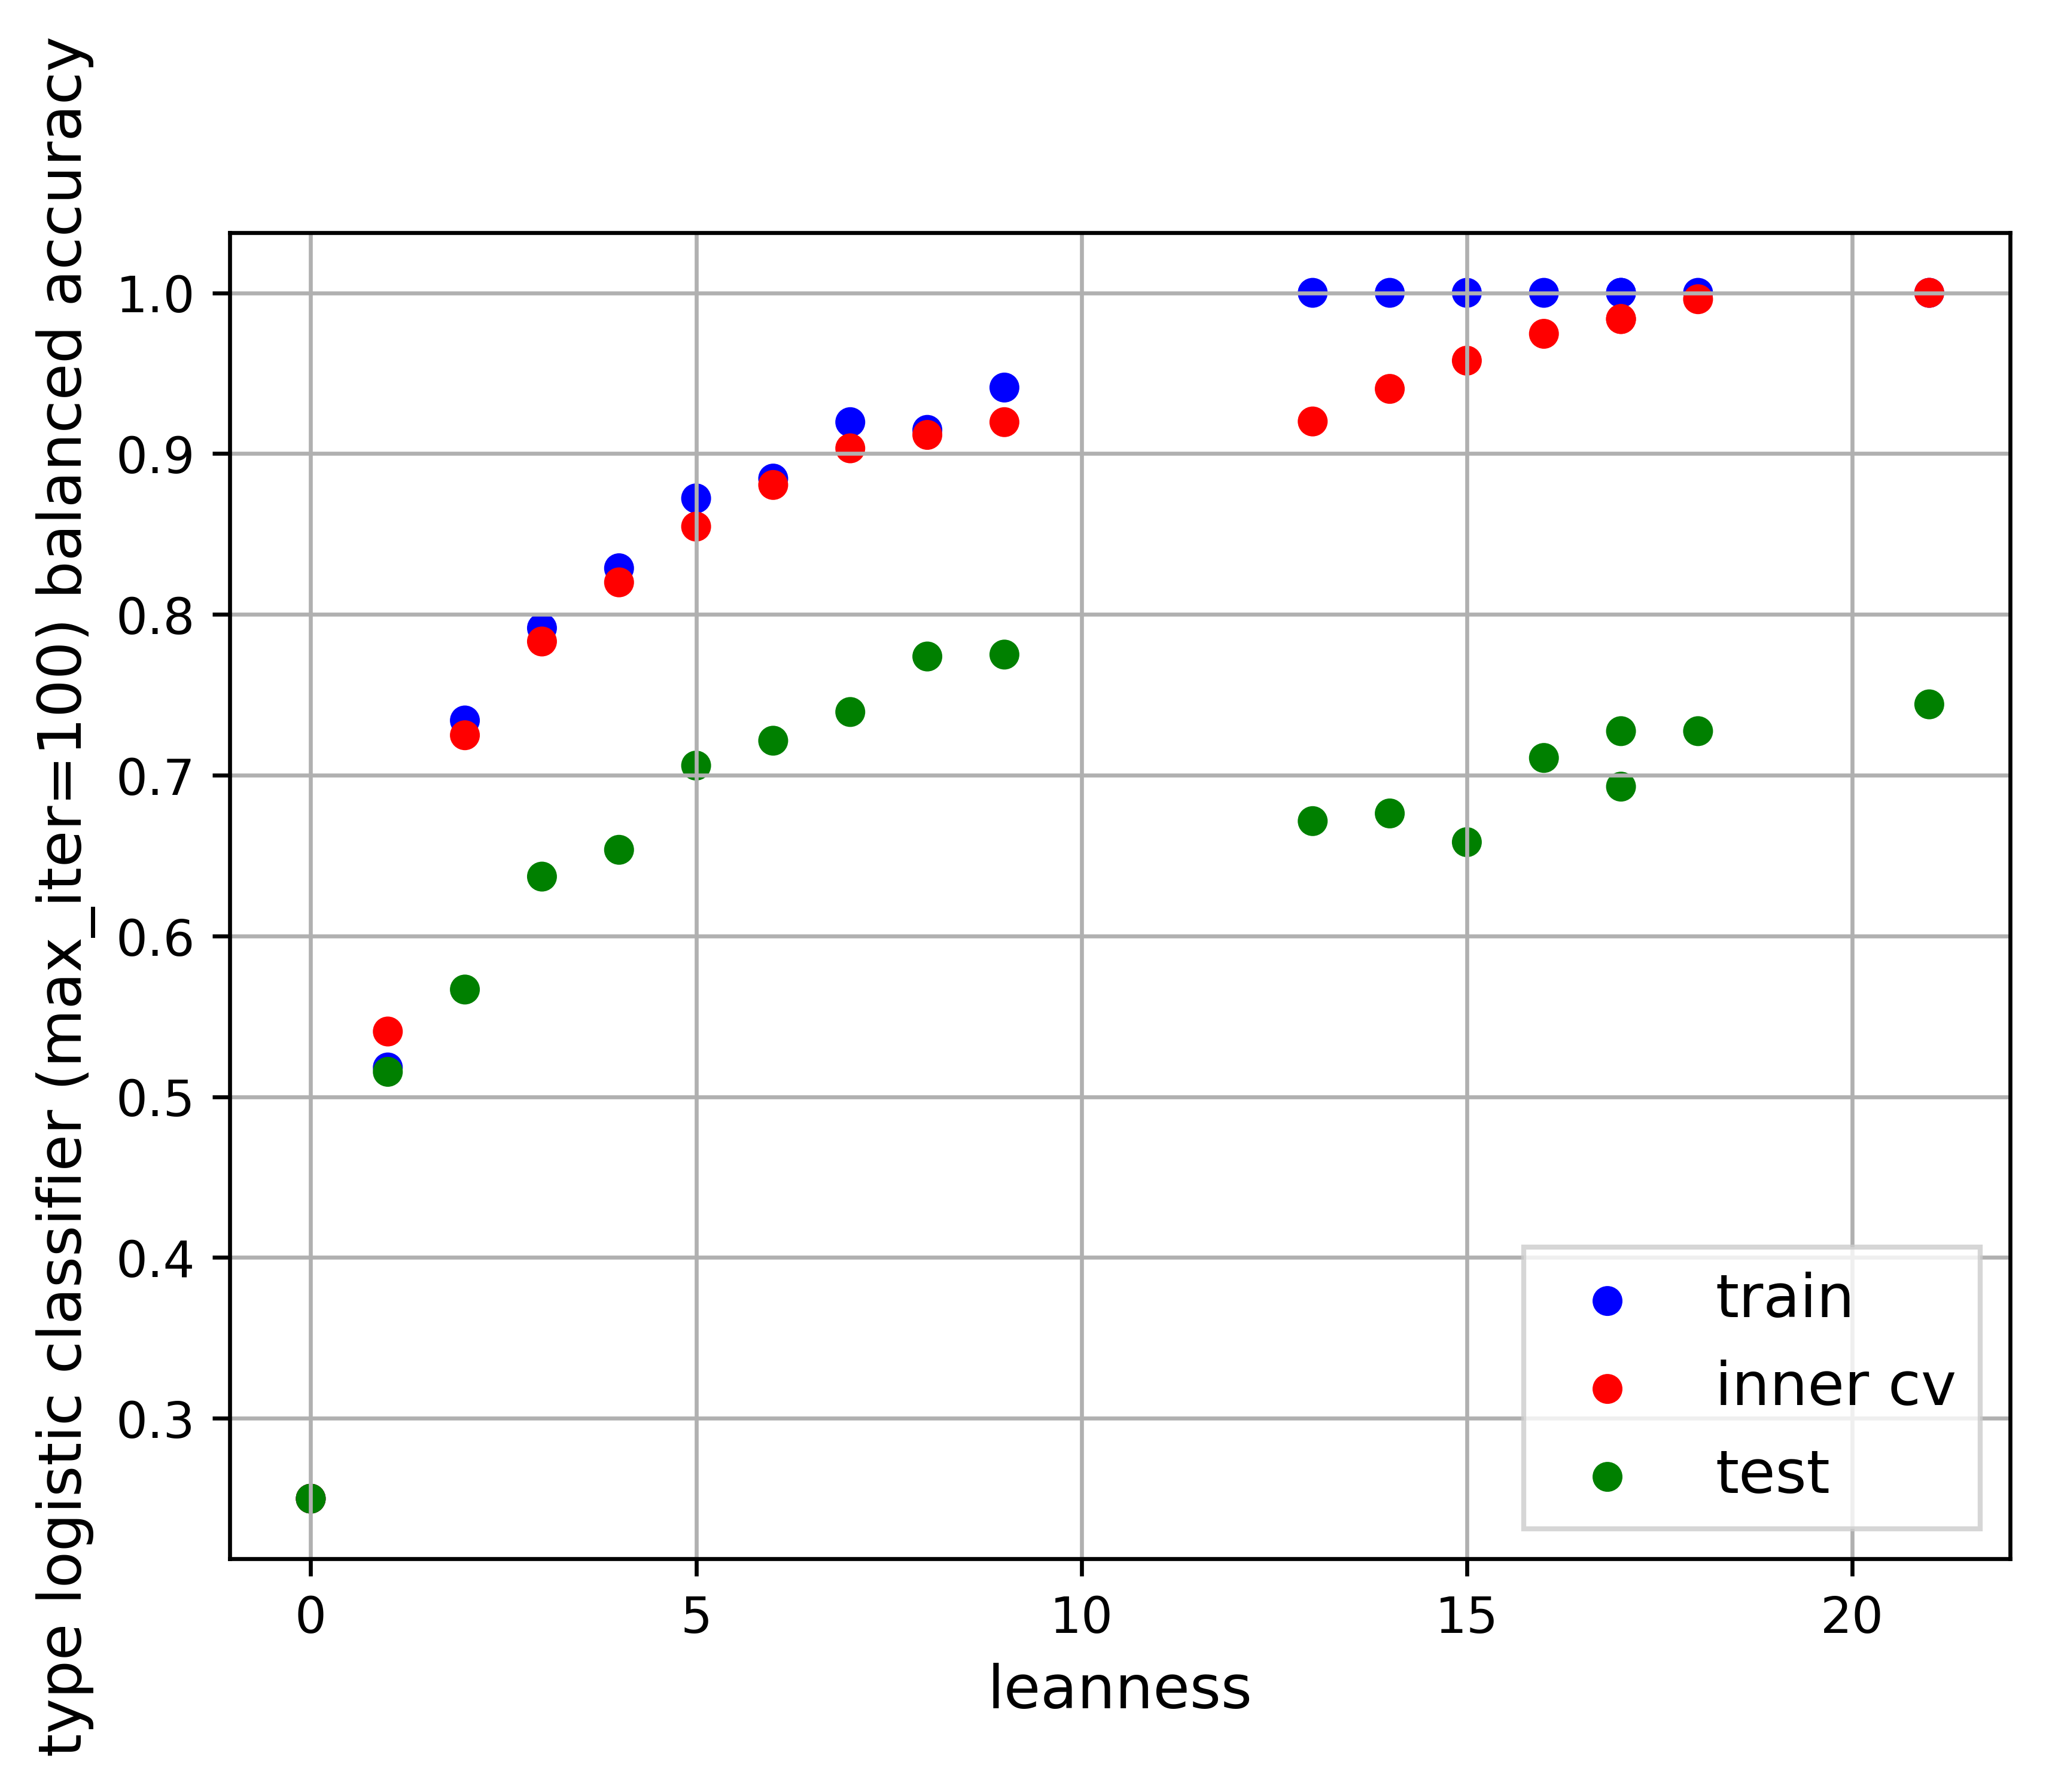 type logistic classifier (max_iter=100) balanced accuracy
1.0
0.9
0.8
0.7
0.6
0.5
0.4
0.3
0 5 10 15 20
leanness
train
inner cv
test